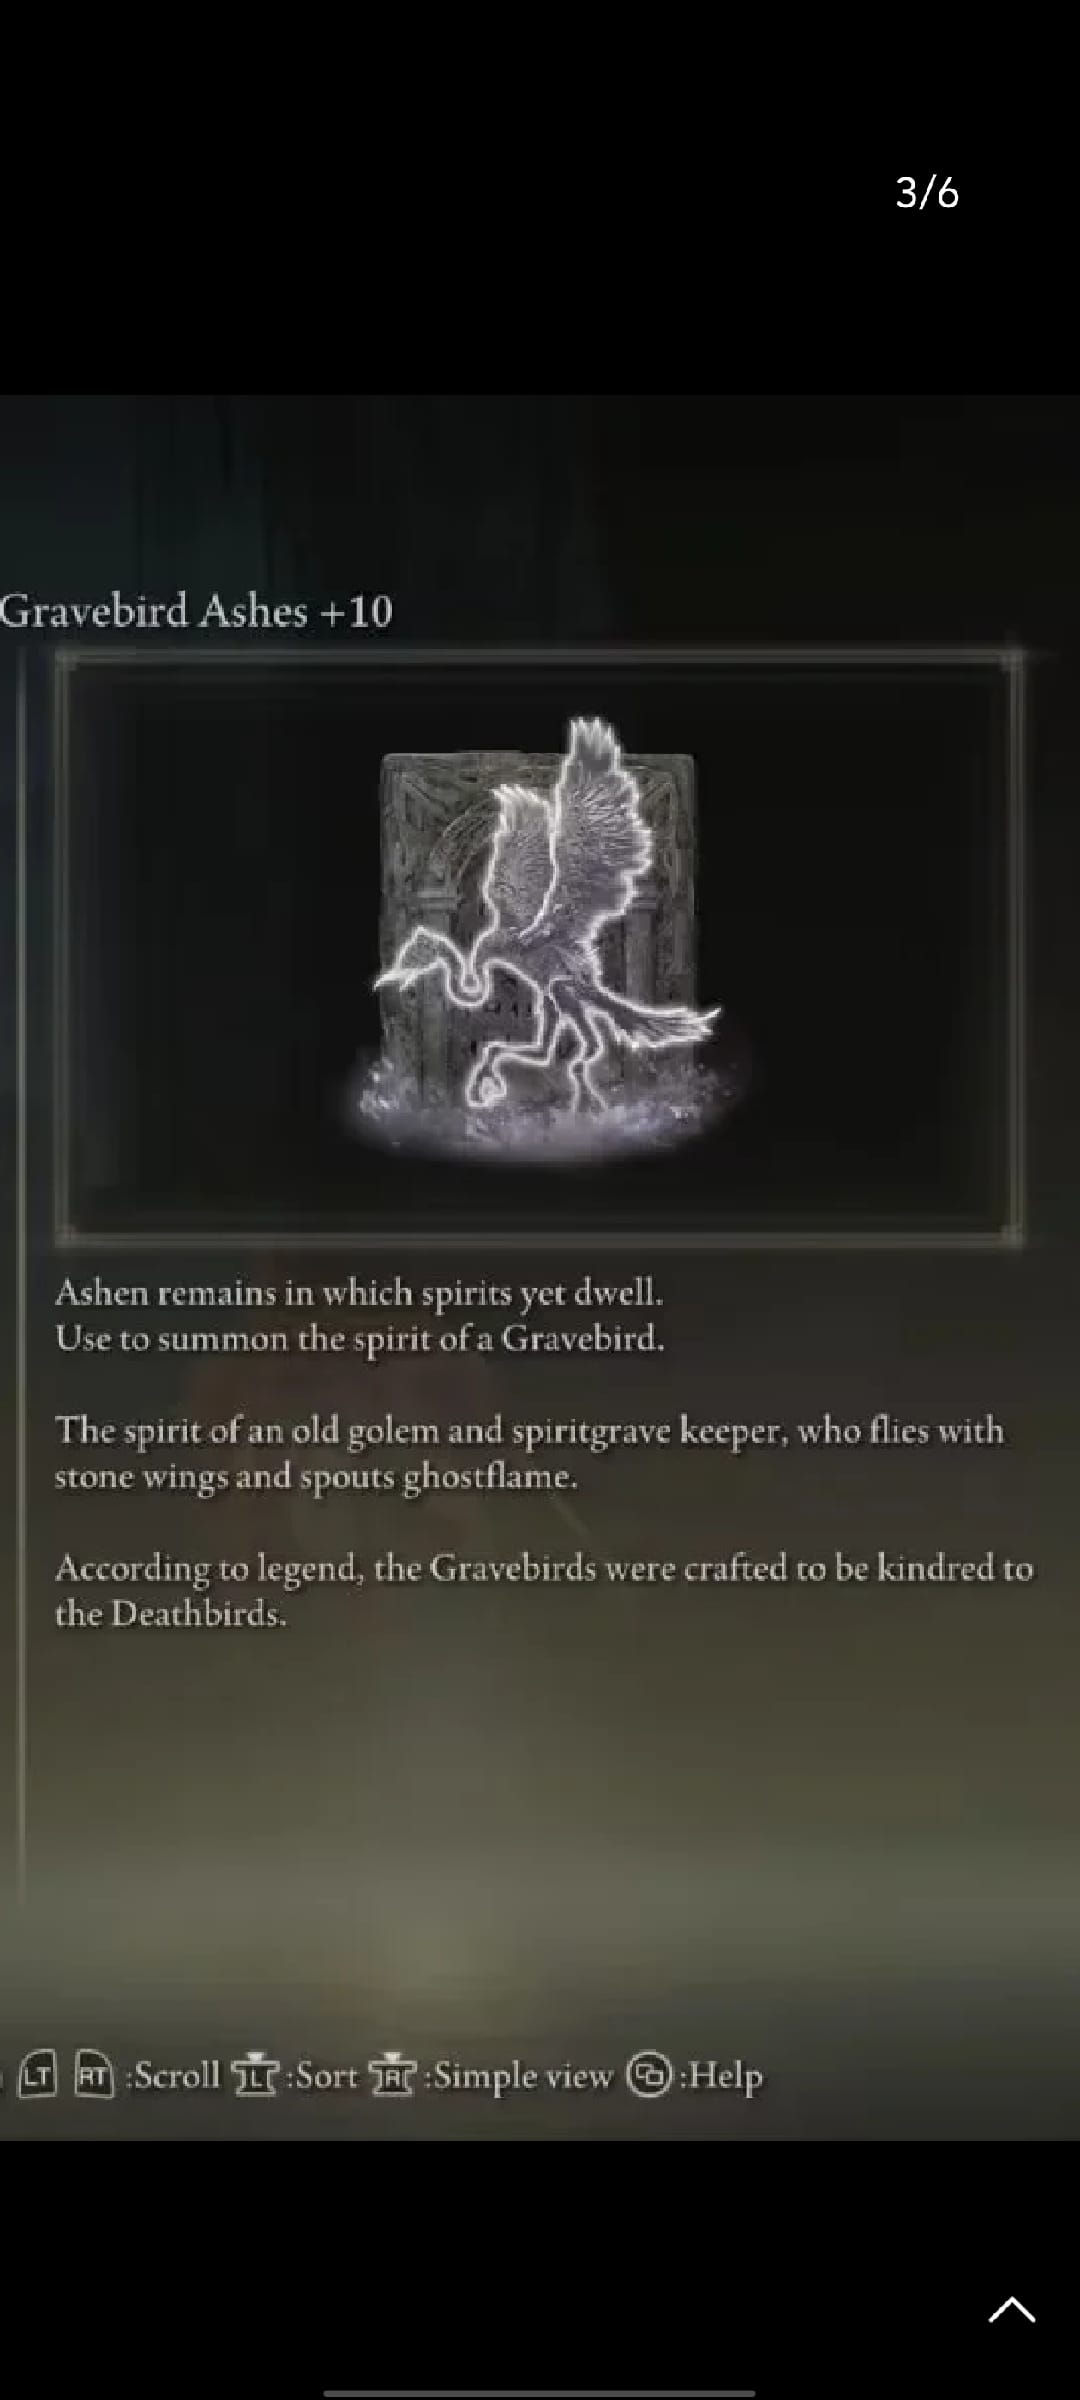 3/6
Gravebird Ashes +10
Ashen remains in which spirits yet dwell.
Use to summon the spirit of a Gravebird.
The spirit of an old golem and spiritgrave keeper, who flies with
stone wings and spouts ghostflame.
According to legend, the Gravebirds were crafted to be kindred to
the Deathbirds.
LT RT :Scroll L :Sort R :Simple view :Help